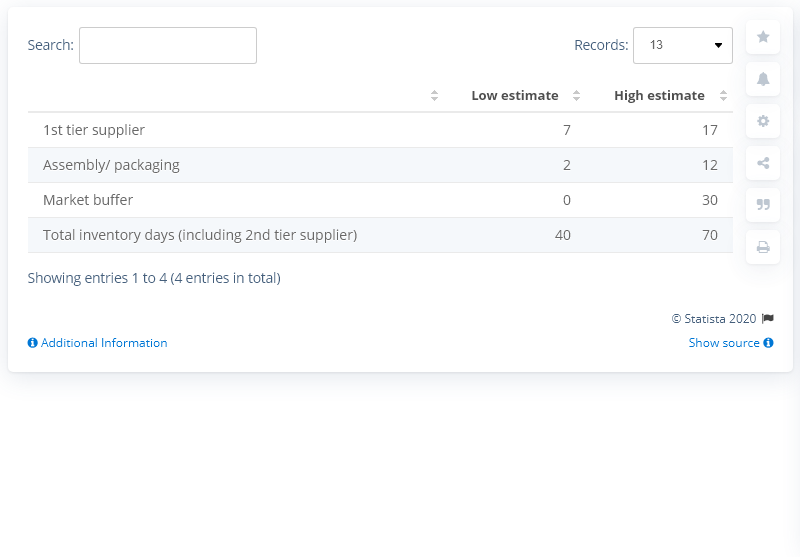 Search: Records: 13
Low estimate High estimate
1st tier supplier 7 17
Assembly/ packaging 2 12
Market buffer 0 30
Total inventory days (including 2nd tier supplier) 40 70
Showing entries 1 to 4 (4 entries in total)
© Statista 2020
Additional Information Show source